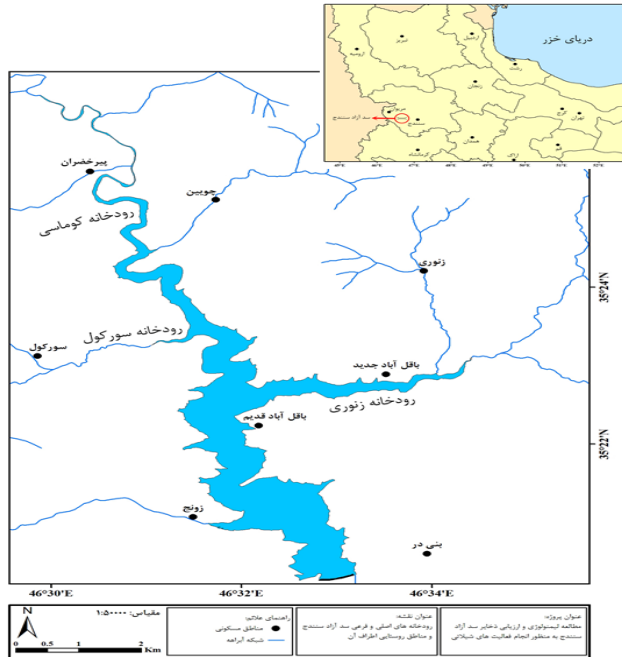 دریای خزر
اردبیل
تبریز
ارومیه
رشت
زنجان
مریوان
سد آزاد سنندج
سنندج
کرج
تهران
همدان
قم
کرمانشاه
اراک
پیرخضران
چوبین
رودخانه کوماسی
زنوری
35°24'N
رودخانه سورکول
سورکول
باقل آباد جدید
رودخانه زنوری
باقل آباد قدیم
35°22'N
زونج
بنی در
46°30'E
46°32'E
46°34'E
N
مقیاس: ۱:۵۰۰۰۰
0 0.5 1 2
Km
راهنمای علائم:
مناطق مسکونی
شبکه آبراهه
عنوان نقشه:
رودخانه های اصلی و فرعی سد آزاد سنندج
و مناطق روستایی اطراف آن
عنوان پروژه:
مطالعه لیمنولوژی و ارزیابی ذخایر سد آزاد
سنندج به منظور انجام فعالیت های شیلاتی